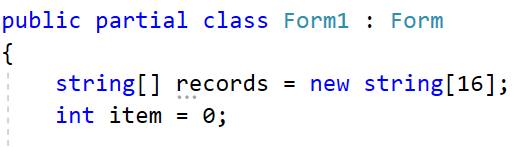 public partial class Form1 : Form
{
string[] records = new string[16];
int item = 0;